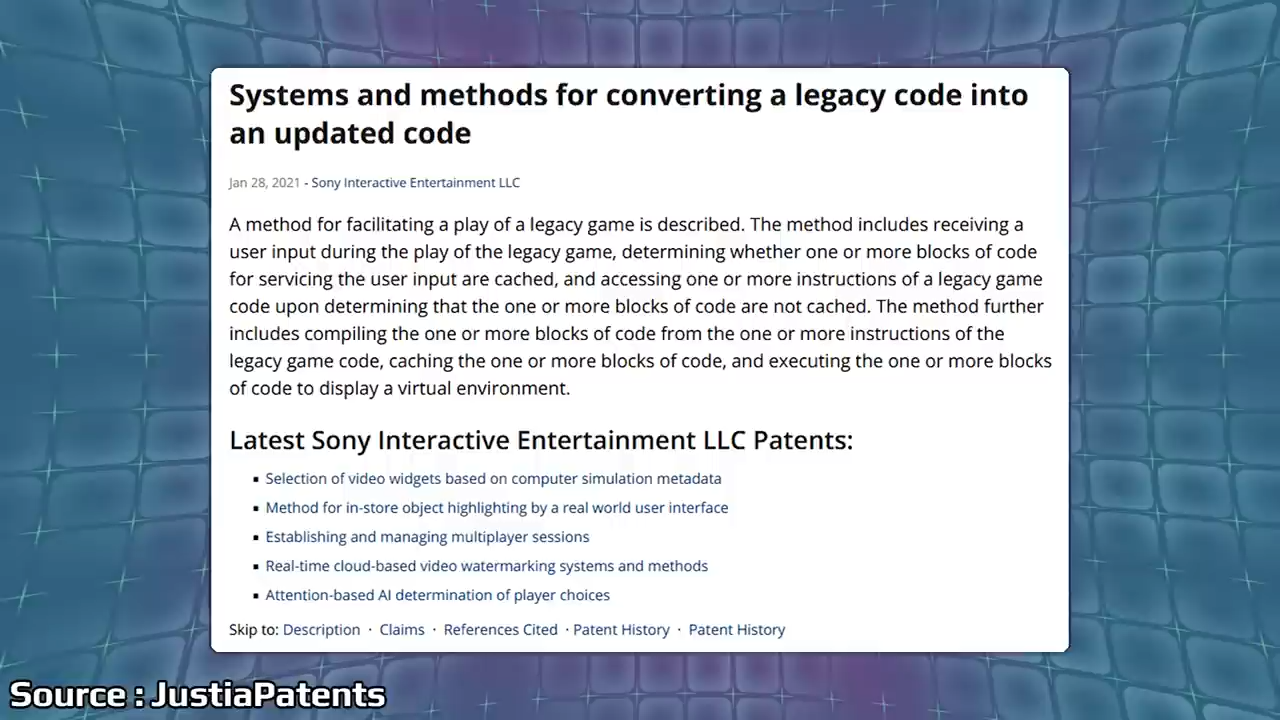 Systems and methods for converting a legacy code into
an updated code
Jan 28, 2021 - Sony Interactive Entertainment LLC
A method for facilitating a play of a legacy game is described. The method includes receiving a
user input during the play of the legacy game, determining whether one or more blocks of code
for servicing the user input are cached, and accessing one or more instructions of a legacy game
code upon determining that the one or more blocks of code are not cached. The method further
includes compiling the one or more blocks of code from the one or more instructions of the
legacy game code, caching the one or more blocks of code, and executing the one or more blocks
of code to display a virtual environment.
Latest Sony Interactive Entertainment LLC Patents:
▪ Selection of video widgets based on computer simulation metadata
▪ Method for in-store object highlighting by a real world user interface
▪ Establishing and managing multiplayer sessions
▪ Real-time cloud-based video watermarking systems and methods
▪ Attention-based AI determination of player choices
Skip to: Description · Claims · References Cited · Patent History · Patent History
Source : JustiaPatents